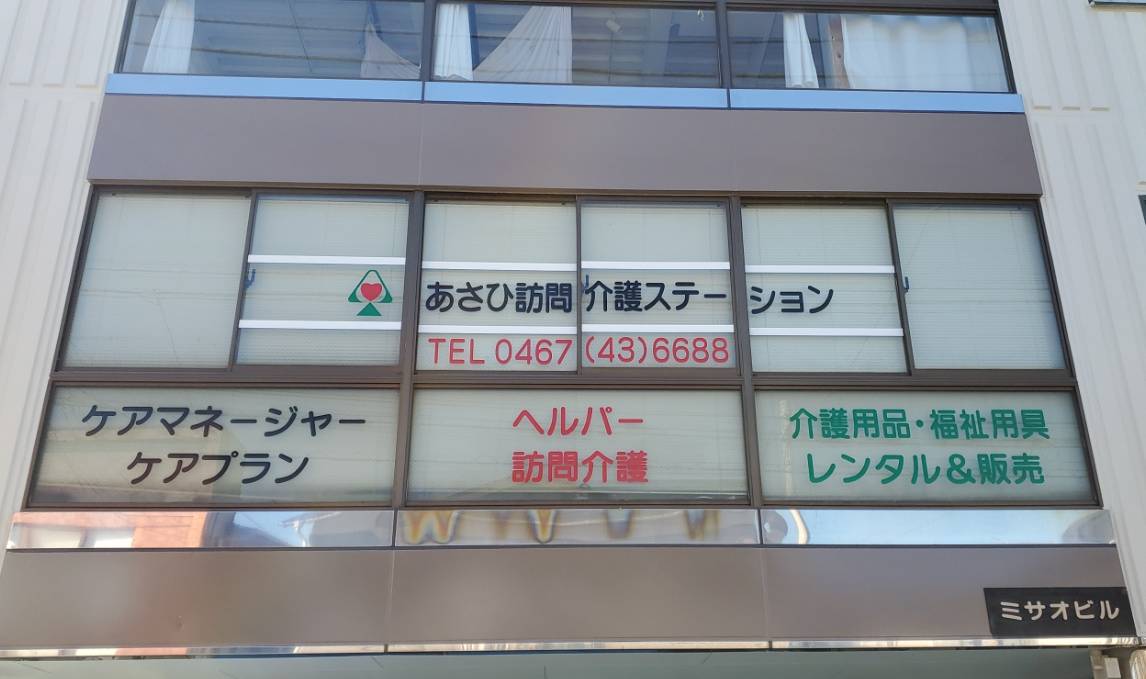 あさひ訪問介護ステーション
TEL 0467 (43)6688
ケアマネージャー
ケアプラン
ヘルパー
訪問介護
介護用品・福祉用具
レンタル&販売
ミサオビル